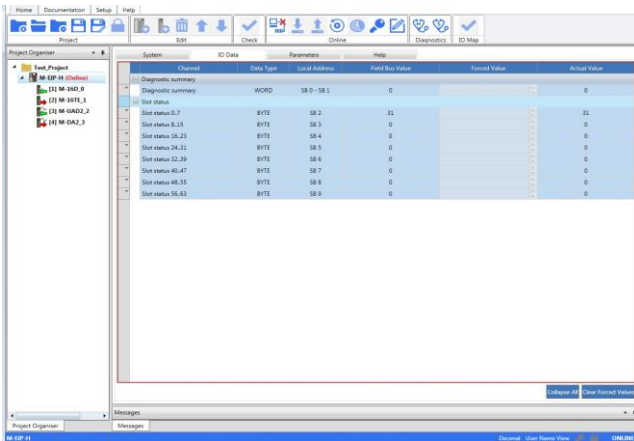 Home Documentation Setup Help
Project Edit Check Online Diagnostics IO Map
Project Organiser
System IO Data Parameters Help
Test_Project
M-EIP-H (Online)
[1] M-16D_0
[2] M-16TE_1
[3] M-UAD2_2
[4] M-DA2_3
Channel Data Type Local Address Field Bus Value Forced Value Actual Value
Diagnostic summary
Diagnostic summary WORD SB 0 - SB 1 0 0
Slot status
Slot status 0..7 BYTE SB 2 31 31
Slot status 8..15 BYTE SB 3 0 0
Slot status 16..23 BYTE SB 4 0 0
Slot status 24..31 BYTE SB 5 0 0
Slot status 32..39 BYTE SB 6 0 0
Slot status 40..47 BYTE SB 7 0 0
Slot status 48..55 BYTE SB 8 0 0
Slot status 56..63 BYTE SB 9 0 0
Collapse All Clear Forced Values
Messages
Project Organiser Messages
M-EIP-H Decimal User Name View ONLINE